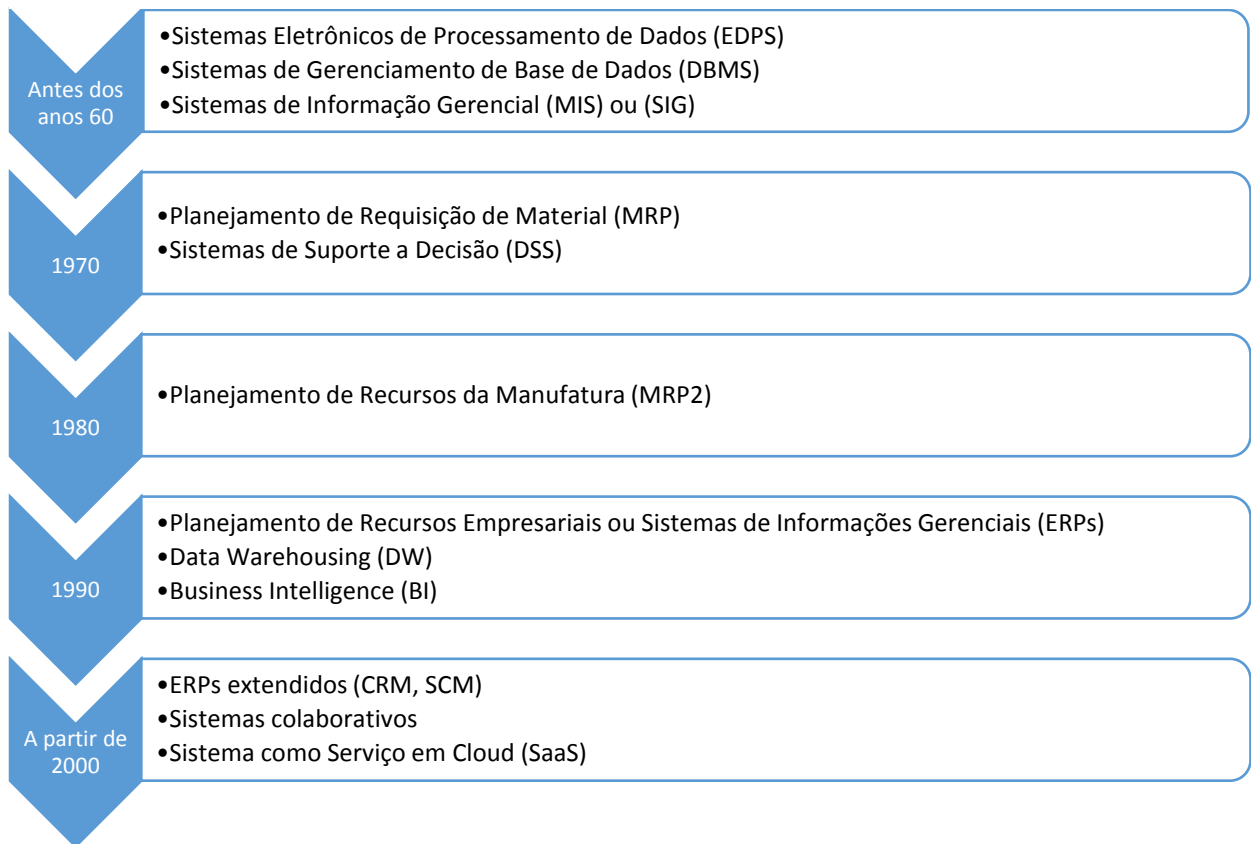 Antes dos
anos 60
•Sistemas Eletrônicos de Processamento de Dados (EDPS)
•Sistemas de Gerenciamento de Base de Dados (DBMS)
•Sistemas de Informação Gerencial (MIS) ou (SIG)
1970
•Planejamento de Requisição de Material (MRP)
•Sistemas de Suporte a Decisão (DSS)
1980
•Planejamento de Recursos da Manufatura (MRP2)
1990
•Planejamento de Recursos Empresariais ou Sistemas de Informações Gerenciais (ERPs)
•Data Warehousing (DW)
•Business Intelligence (BI)
A partir de
2000
•ERPs extendidos (CRM, SCM)
•Sistemas colaborativos
•Sistema como Serviço em Cloud (SaaS)